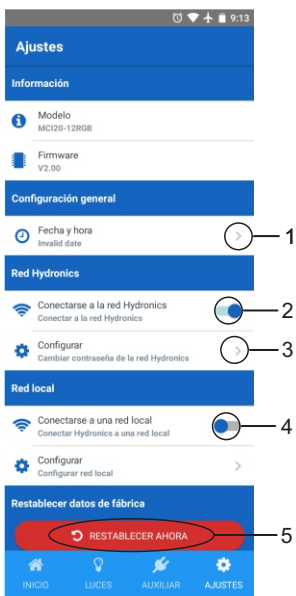 9:13
Ajustes
Información
Modelo
MCI20-12RGB
Firmware
V2.00
Configuración general
Fecha y hora
Invalid date
1
Red Hydronics
Conectarse a la red Hydronics
Conectar a la red Hydronics
2
Configurar
Cambiar contraseña de la red Hydronics
3
Red local
Conectarse a una red local
Conectar Hydronics a una red local
4
Configurar
Configurar red local
Restablecer datos de fábrica
RESTABLECER AHORA
5
INICIO LUCES AUXILIAR AJUSTES